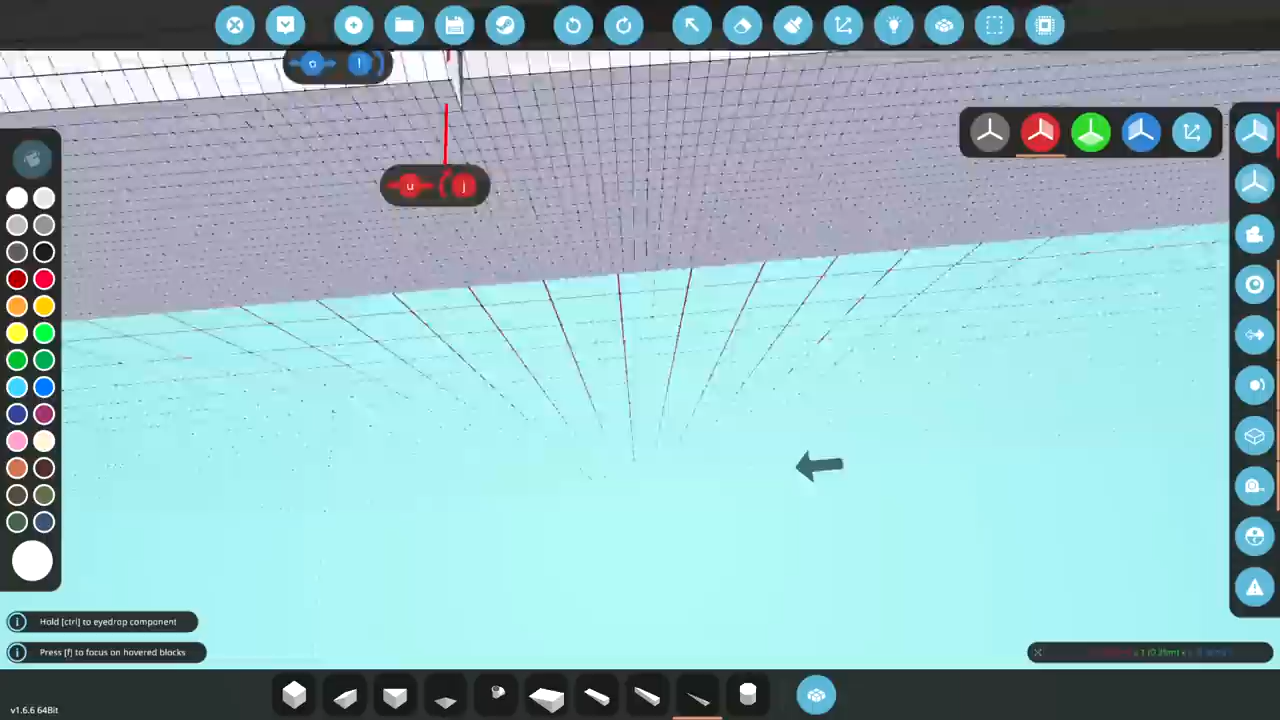 o !
u j
Hold [ctrl] to eyedrop component
Press [f] to focus on hovered blocks
v1.6.6 64Bit